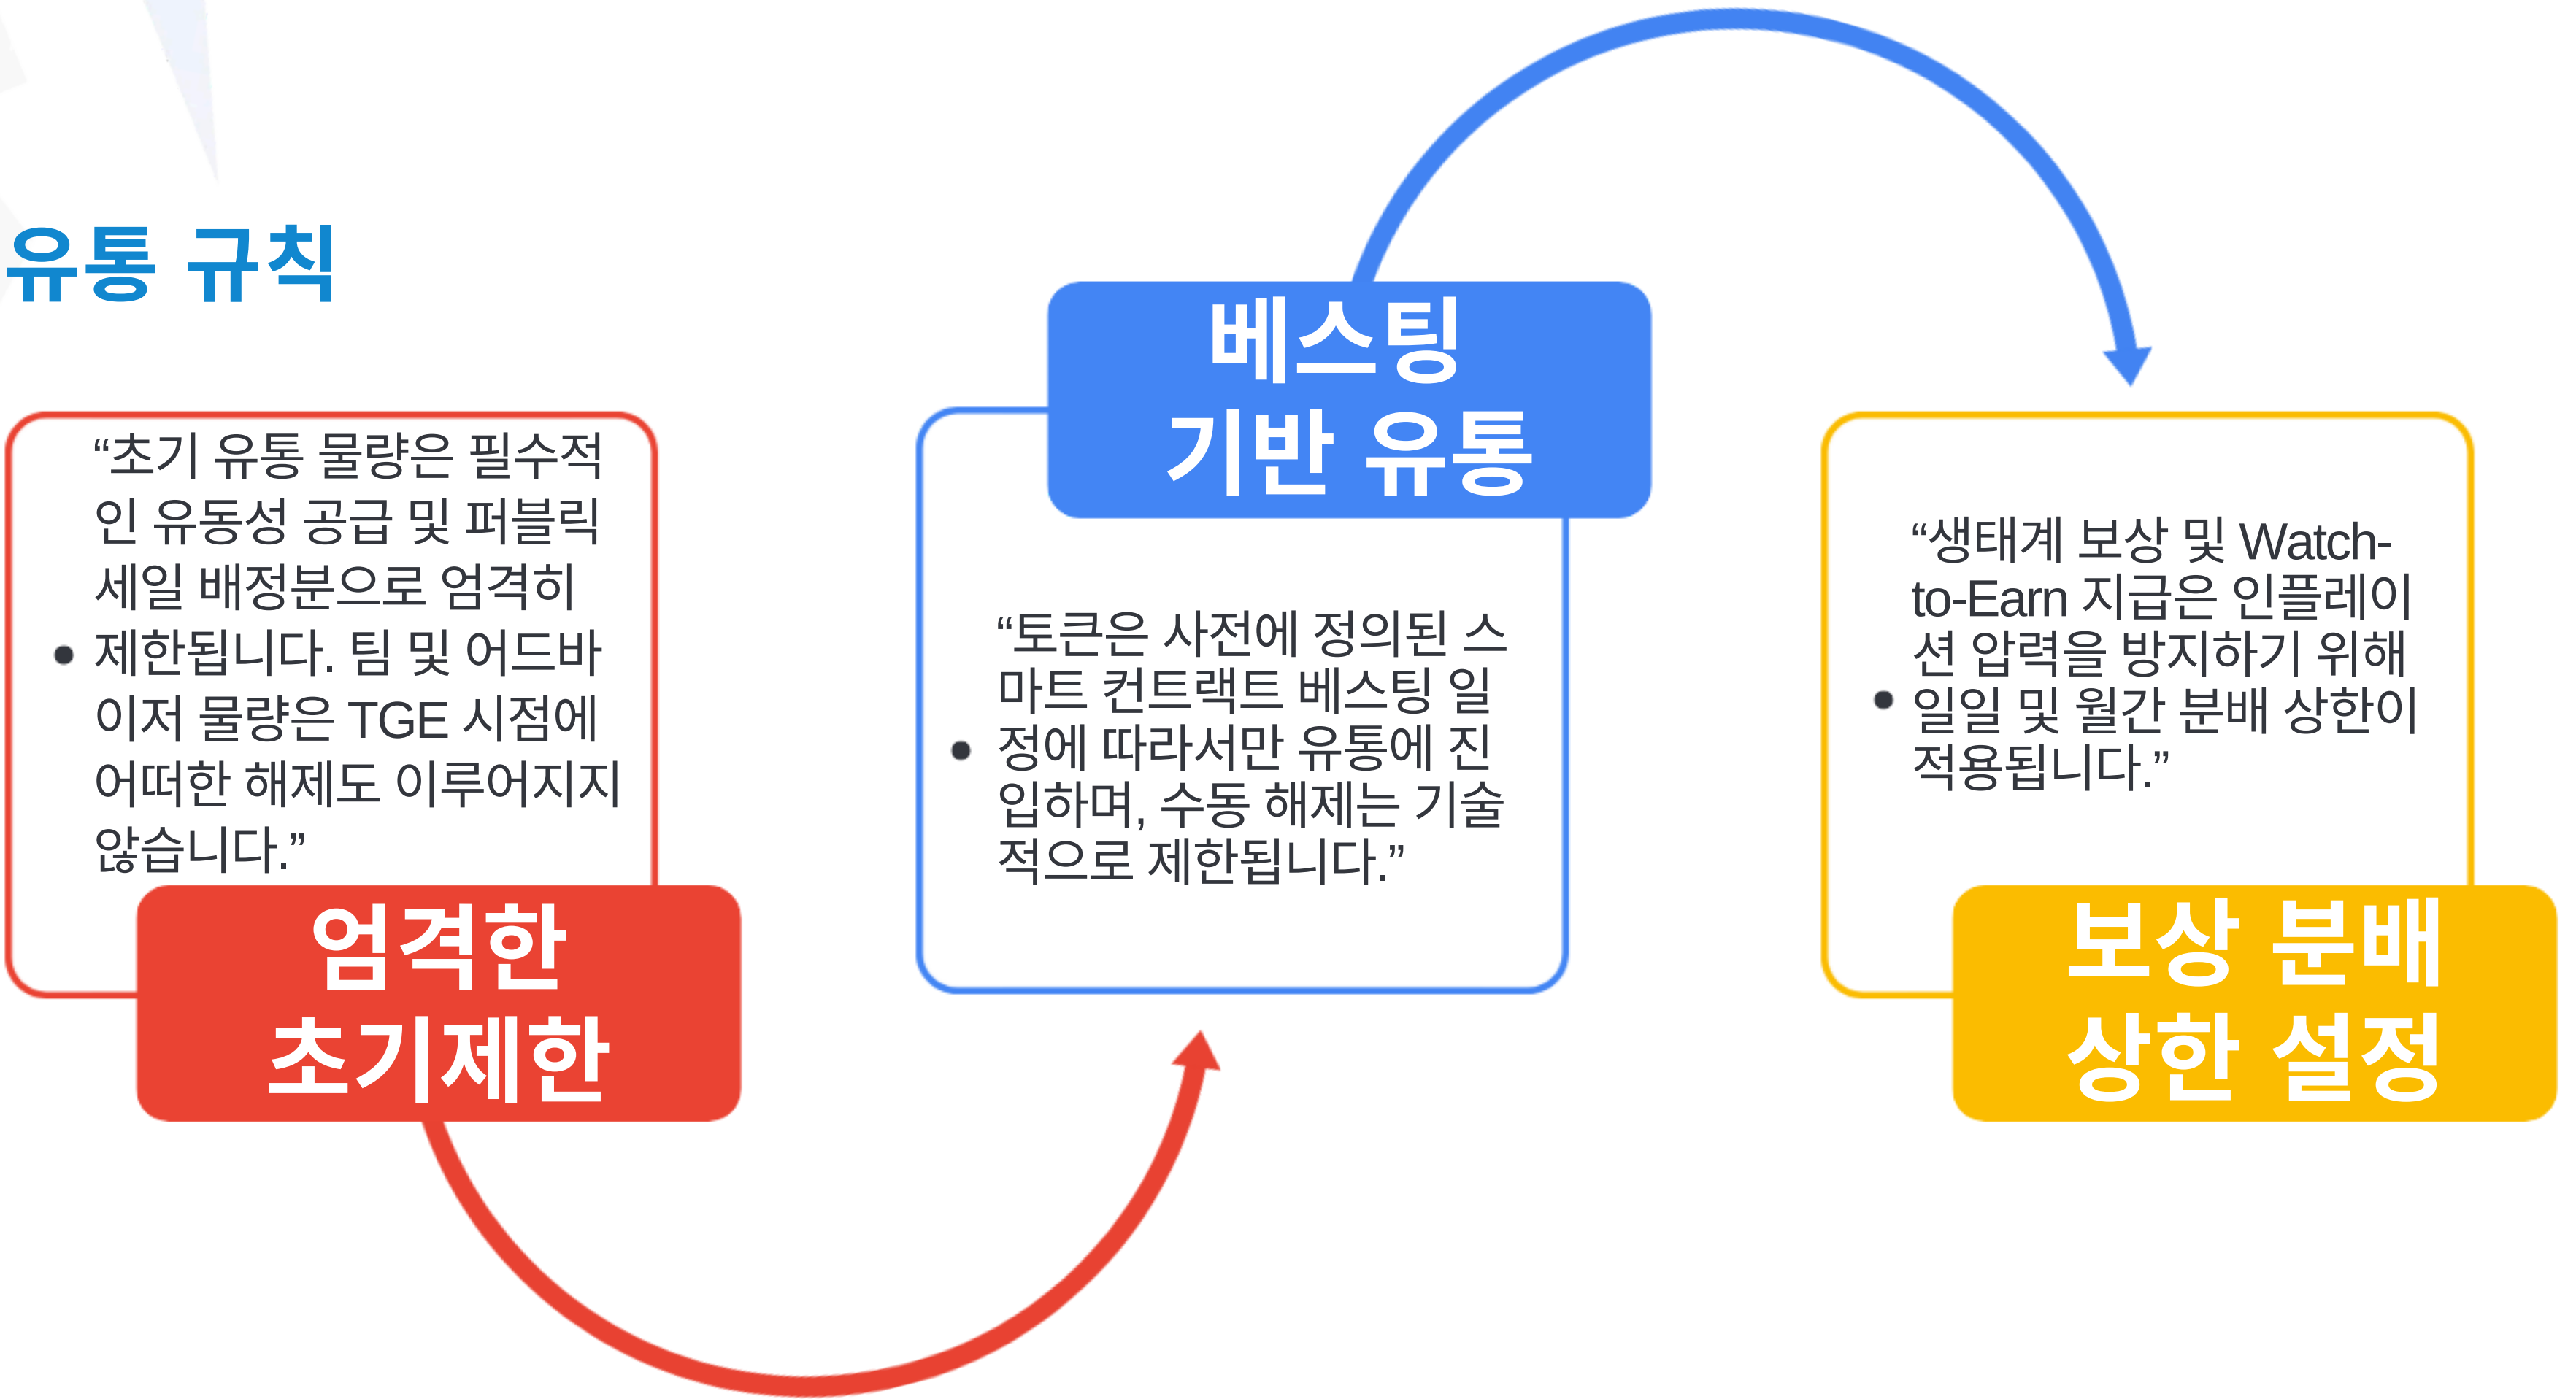 유통 규칙
“초기 유통 물량은 필수적
인 유동성 공급 및 퍼블릭
세일 배정분으로 엄격히
제한됩니다. 팀 및 어드바
이저 물량은 TGE 시점에
어떠한 해제도 이루어지지
않습니다.”
엄격한
초기제한
베스팅
기반 유통
“토큰은 사전에 정의된 스
마트 컨트랙트 베스팅 일
정에 따라서만 유통에 진
입하며, 수동 해제는 기술
적으로 제한됩니다.”
“생태계 보상 및 Watch-
to-Earn 지급은 인플레이
션 압력을 방지하기 위해
일일 및 월간 분배 상한이
적용됩니다.”
보상 분배
상한 설정